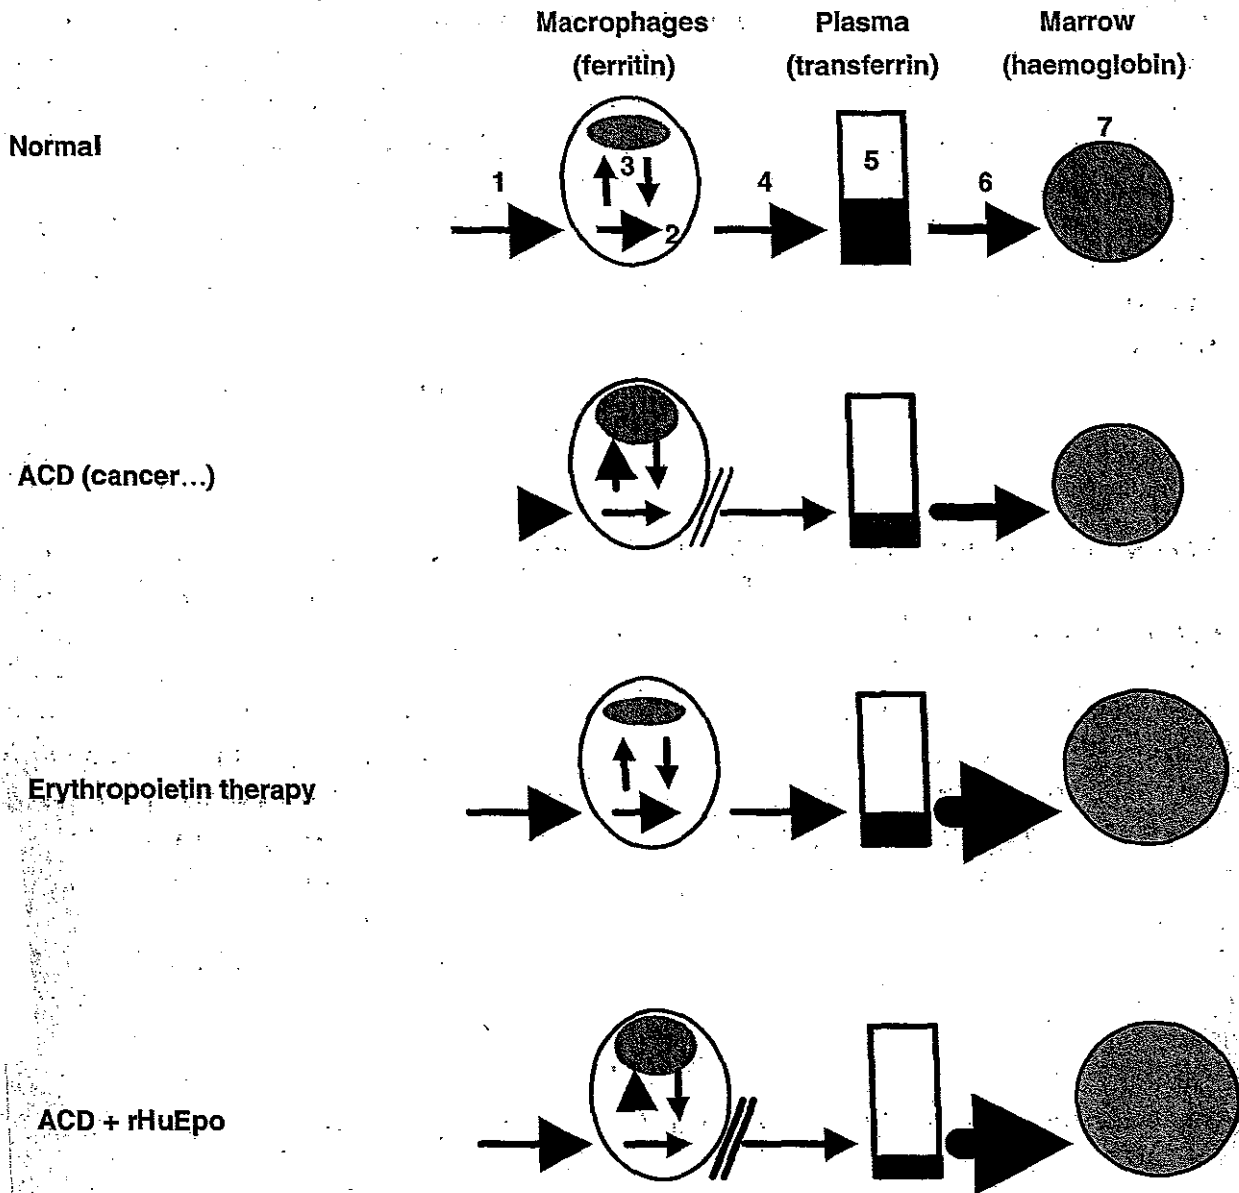 Macrophages Plasma Marrow
(ferritin) (transferrin) (haemoglobin)
Normal
1 2 3 4 5 6 7
ACD (cancer...)
Erythropoietin therapy
ACD + rHuEpo